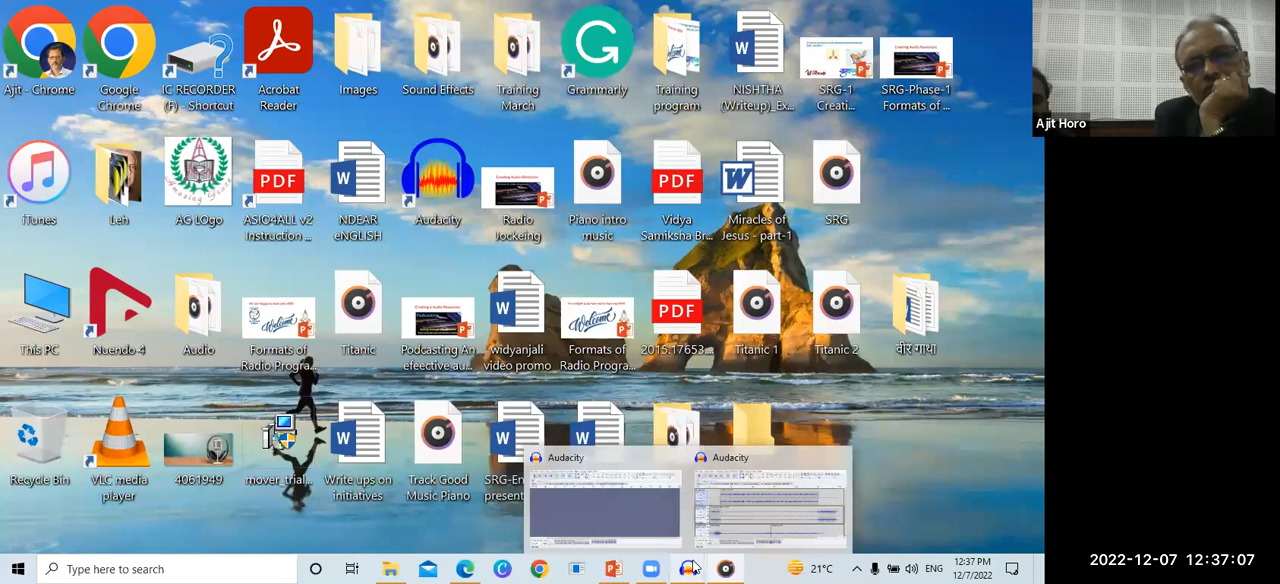 Ajit - Chrome
Google
Chrome
IC RECORDER
(F) - Shortcut
Acrobat
Reader
Images
Sound Effects
Training
March
Grammarly
Training
program
NISHTHA
(Writeup)_Ex...
SRG-1
Creati...
SRG-Phase-1
Formats of ...
Ajit Horo
iTunes
Leh
AG LOgo
PDF
ASIO4ALL v2
Instruction ...
NDEAR
eNGLISH
Audacity
Radio
Jockeing
Piano intro
music
PDF
Vidya
Samiksha Br...
Miracles of
Jesus - part-1
SRG
This PC
Nuendo 4
Audio
Formats of
Radio Progra...
Titanic
Podcasting An
Efeective au...
widyanjali
video promo
Welcome
Formats of
Radio Progra...
PDF
2015.17653...
Titanic 1
Titanic 2
वीर गाथा
Recycle Bin
VLC media
player
4061949
mover_trial...
Write ups on
initiatives
Track Good
Music Piano
SRG-En
present
Audacity
Audacity
Type here to search
21°C
ENG
12:37 PM
12/7/2022
2022-12-07 12:37:07